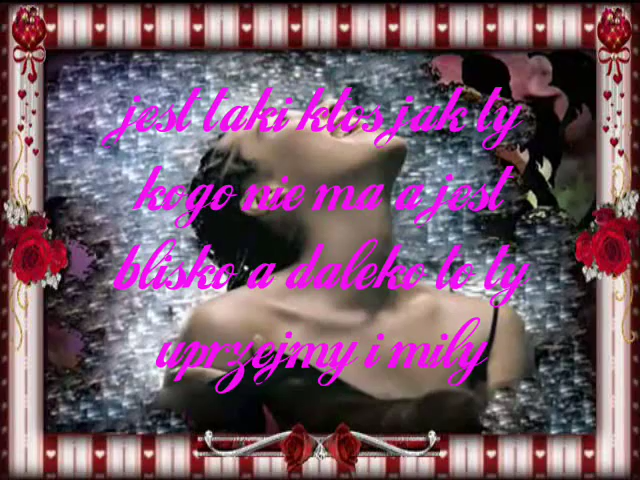 jest taki ktos jak ty
kogo nie ma a jest
blisko a daleko to ty
uprzejmy i mily